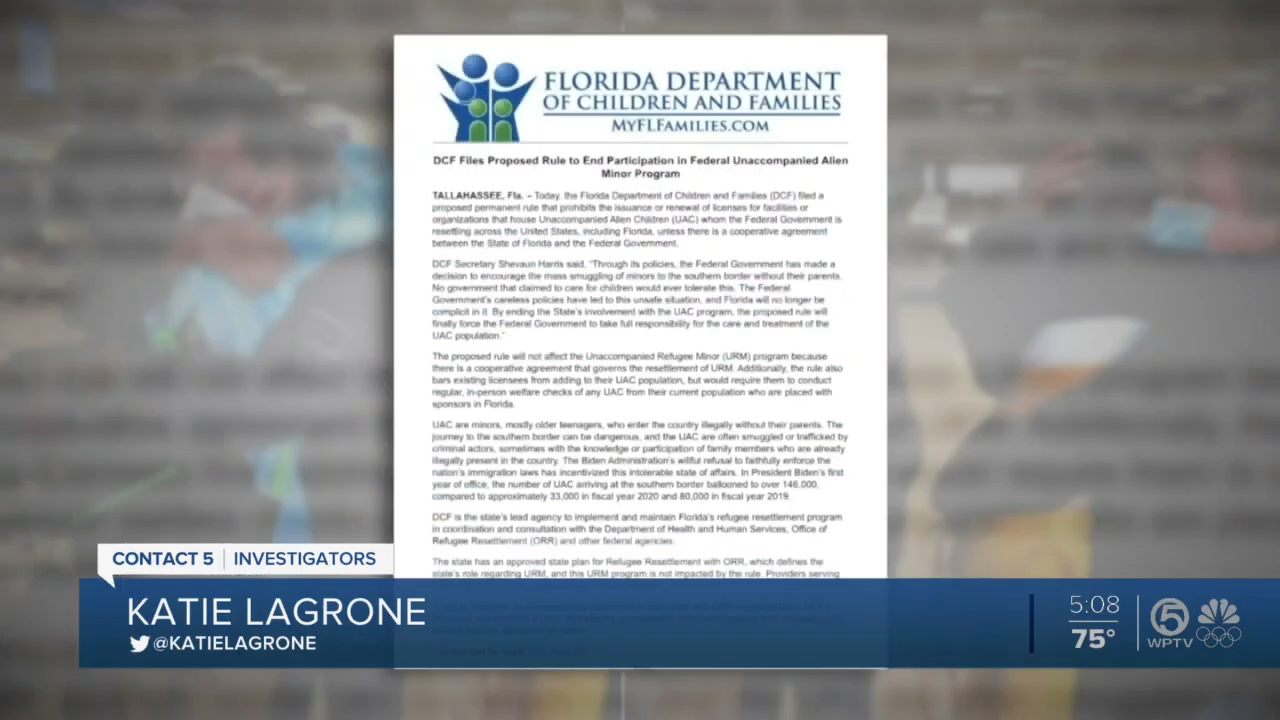 FLORIDA DEPARTMENT
OF CHILDREN AND FAMILIES
MYFLFAMILIES.COM
DCF Files Proposed Rule to End Participation in Federal Unaccompanied Alien
Minor Program
TALLAHASSEE, Fla. – Today, the Florida Department of Children and Families (DCF) filed a
proposed permanent rule that prohibits the issuance or renewal of licenses for facilities or
organizations that house Unaccompanied Alien Children (UAC) whom the Federal Government is
resettling across the United States, including Florida, unless there is a cooperative agreement
between the State of Florida and the Federal Government.
DCF Secretary Shevaun Harris said, “Through its policies, the Federal Government has made a
decision to encourage the mass smuggling of minors to the southern border without their parents.
No government that claimed to care for children would ever tolerate this. The Federal
Government's careless policies have led to this unsafe situation, and Florida will no longer be
complicit in it. By ending the State's involvement with the UAC program, the proposed rule will
finally force the Federal Government to take full responsibility for the care and treatment of the
UAC population.”
The proposed rule will not affect the Unaccompanied Refugee Minor (URM) program because
there is a cooperative agreement that governs the resettlement of URM. Additionally, the rule also
bars existing licensees from adding to their UAC population, but would require them to conduct
regular, in-person welfare checks of any UAC from their current population who are placed with
sponsors in Florida.
UAC are minors, mostly older teenagers, who enter the country illegally without their parents. The
journey to the southern border can be dangerous, and the UAC are often smuggled or trafficked by
criminal actors, sometimes with the knowledge or participation of family members who are already
illegally present in the country. The Biden Administration's willful refusal to faithfully enforce the
nation's immigration laws has incentivized this intolerable state of affairs. In President Biden's first
year of office, the number of UAC arriving at the southern border ballooned to over 146,000,
compared to approximately 33,000 in fiscal year 2020 and 80,000 in fiscal year 2019.
DCF is the state's lead agency to implement and maintain Florida's refugee resettlement program
in coordination and consultation with the Department of Health and Human Services, Office of
Refugee Resettlement (ORR) and other federal agencies.
The state has an approved state plan for Refugee Resettlement with ORR, which defines the
state's role regarding URM, and this URM program is not impacted by the rule. Providers serving
CONTACT 5 INVESTIGATORS
KATIE LAGRONE
@KATIELAGRONE
5:08
75°
5
WPTV